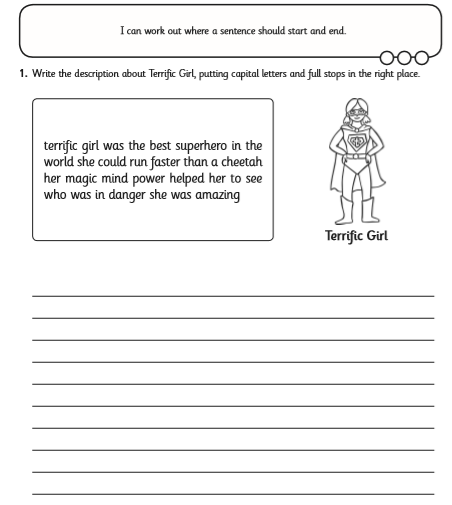 I can work out where a sentence should start and end.
1. Write the description about Terrific Girl, putting capital letters and full stops in the right place.
terrific girl was the best superhero in the
world she could run faster than a cheetah
her magic mind power helped her to see
who was in danger she was amazing
Terrific Girl